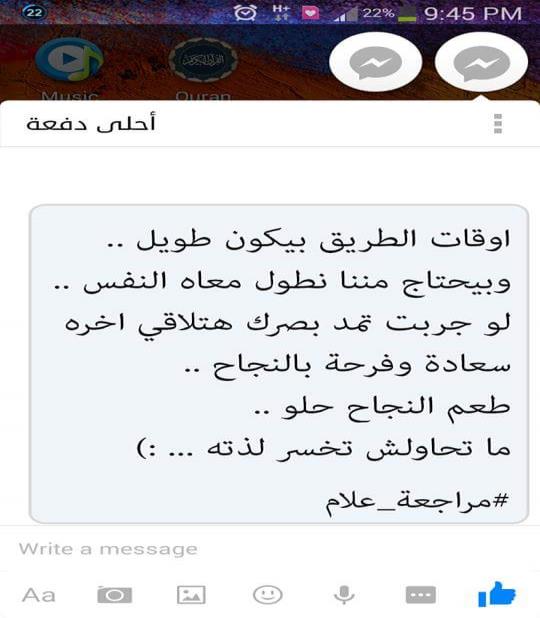 22
H+
22%
9:45 PM
القرآن الكريم
Music
Quran
أحلى دفعة
اوقات الطريق بيكون طويل ..
وبيحتاج مننا نطول معاه النفس ..
لو جربت تمد بصرك هتلاقي اخره
سعادة وفرحة بالنجاح ..
طعم النجاح حلو ..
ما تحاولش تخسر لذته ... :)
#مراجعة_علام
Write a message
Aa